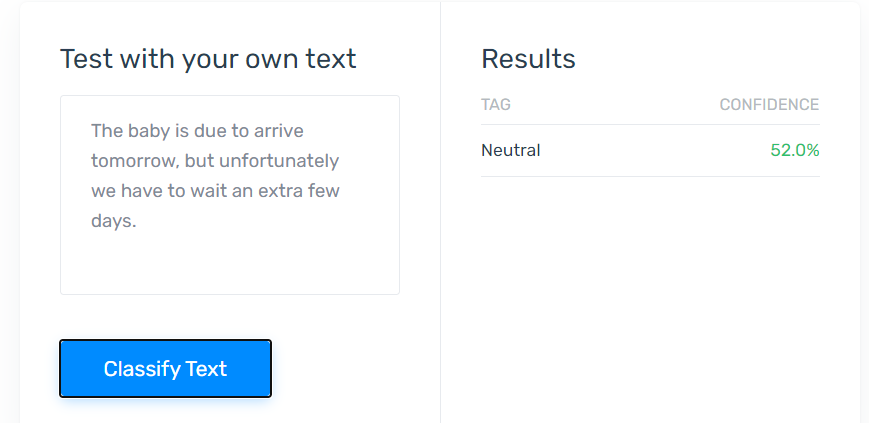 Test with your own text
The baby is due to arrive
tomorrow, but unfortunately
we have to wait an extra few
days.
Classify Text
Results
TAG CONFIDENCE
Neutral 52.0%